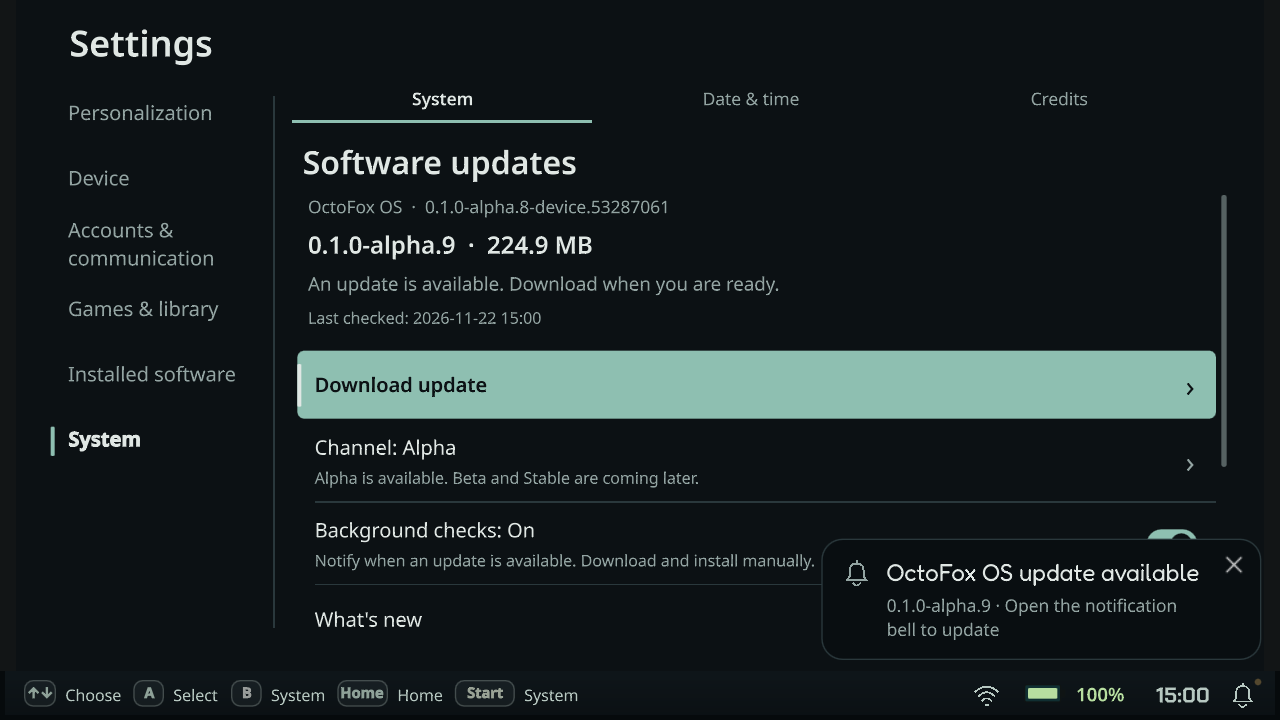 Settings
Personalization
Device
Accounts &
communication
Games & library
Installed software
System
System
Date & time
Credits
Software updates
OctoFox OS · 0.1.0-alpha.8-device.53287061
0.1.0-alpha.9 · 224.9 MB
An update is available. Download when you are ready.
Last checked: 2026-11-22 15:00
Download update
Channel: Alpha
Alpha is available. Beta and Stable are coming later.
Background checks: On
Notify when an update is available. Download and install manually.
What's new
OctoFox OS update available
0.1.0-alpha.9 · Open the notification
bell to update
↑↓ Choose A Select B System Home Home Start System
100% 15:00